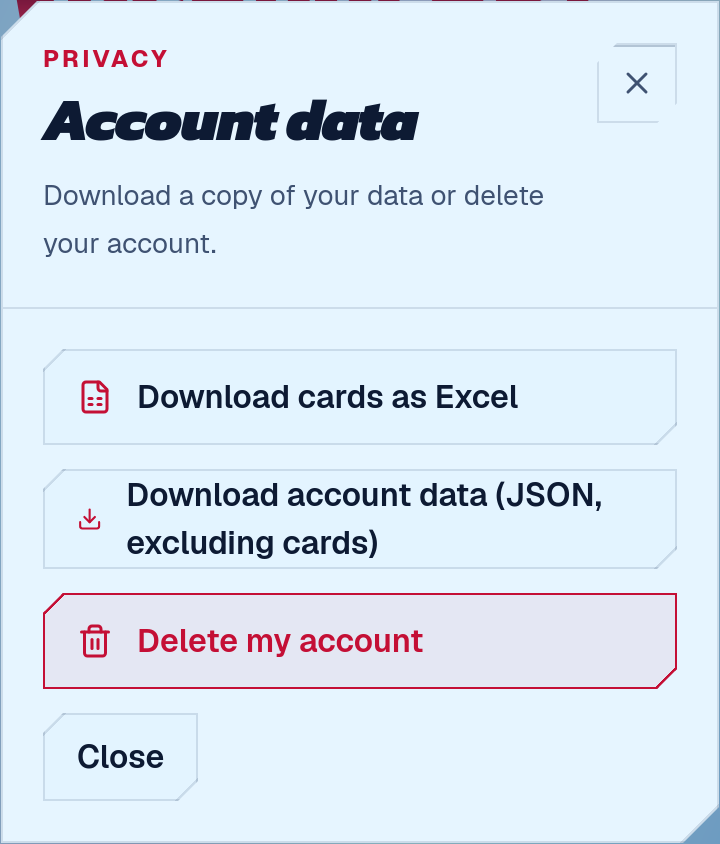 PRIVACY
Account data
Download a copy of your data or delete
your account.
Download cards as Excel
Download account data (JSON,
excluding cards)
Delete my account
Close